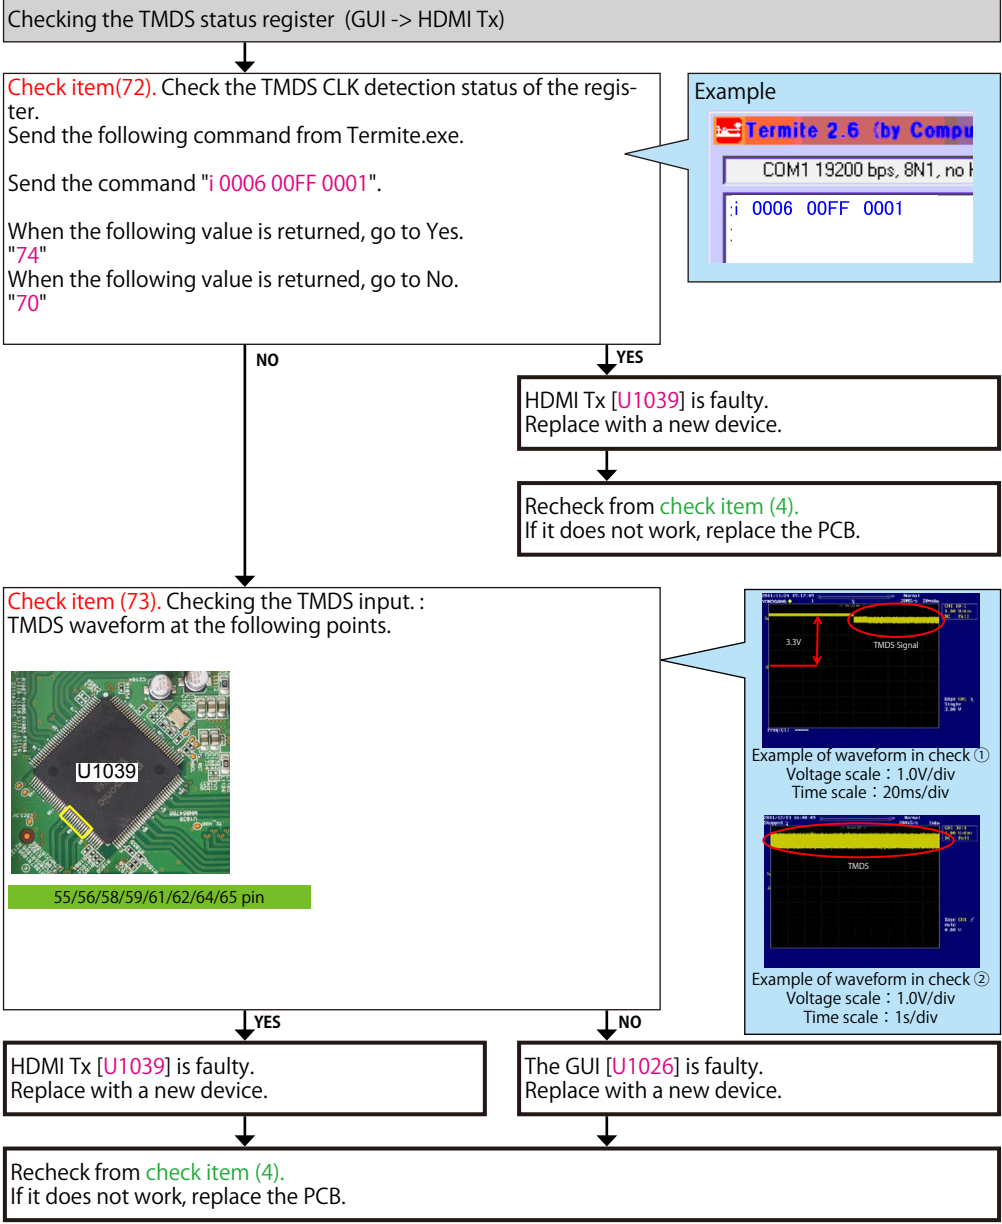 Checking the TMDS status register (GUI -> HDMI Tx)
Check item(72). Check the TMDS CLK detection status of the regis-
ter.
Send the following command from Termite.exe.
Send the command "i 0006 00FF 0001".
When the following value is returned, go to Yes.
"74"
When the following value is returned, go to No.
"70"
Example
Termite 2.6 (by Compu
COM1 19200 bps, 8N1, no h
i 0006 00FF 0001
NO
YES
HDMI Tx [U1039] is faulty.
Replace with a new device.
Recheck from check item (4).
If it does not work, replace the PCB.
Check item (73). Checking the TMDS input. :
TMDS waveform at the following points.
U1039
55/56/58/59/61/62/64/65 pin
3.3V
TMDS Signal
Example of waveform in check ①
Voltage scale：1.0V/div
Time scale：20ms/div
TMDS
Example of waveform in check ②
Voltage scale：1.0V/div
Time scale：1s/div
YES
NO
HDMI Tx [U1039] is faulty.
Replace with a new device.
The GUI [U1026] is faulty.
Replace with a new device.
Recheck from check item (4).
If it does not work, replace the PCB.